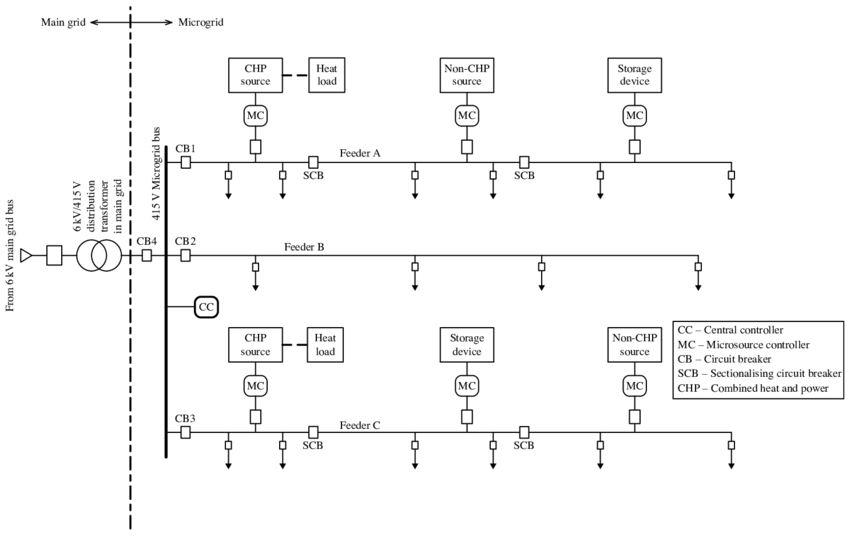 Main grid
Microgrid
CHP
source
Heat
load
Non-CHP
source
Storage
device
MC
MC
MC
CB1
Feeder A
SCB
SCB
415 V Microgrid bus
6 kV/415 V
distribution
transformer
in main grid
From 6 kV main grid bus
CB4
CB2
Feeder B
CC
CHP
source
Heat
load
Storage
device
Non-CHP
source
MC
MC
MC
CB3
Feeder C
SCB
SCB
CC – Central controller
MC – Microsource controller
CB – Circuit breaker
SCB – Sectionalising circuit breaker
CHP – Combined heat and power